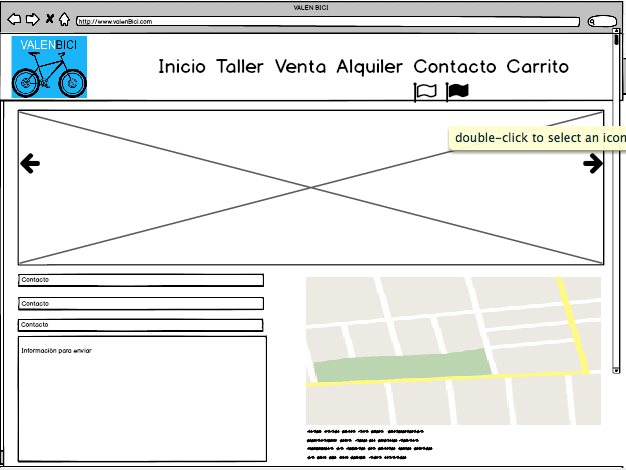 VALEN BICI
http://www.valenBici.com
VALENBICI
Inicio Taller Venta Alquiler Contacto Carrito
double-click to select an icon
Contacto
Contacto
Contacto
Información para enviar